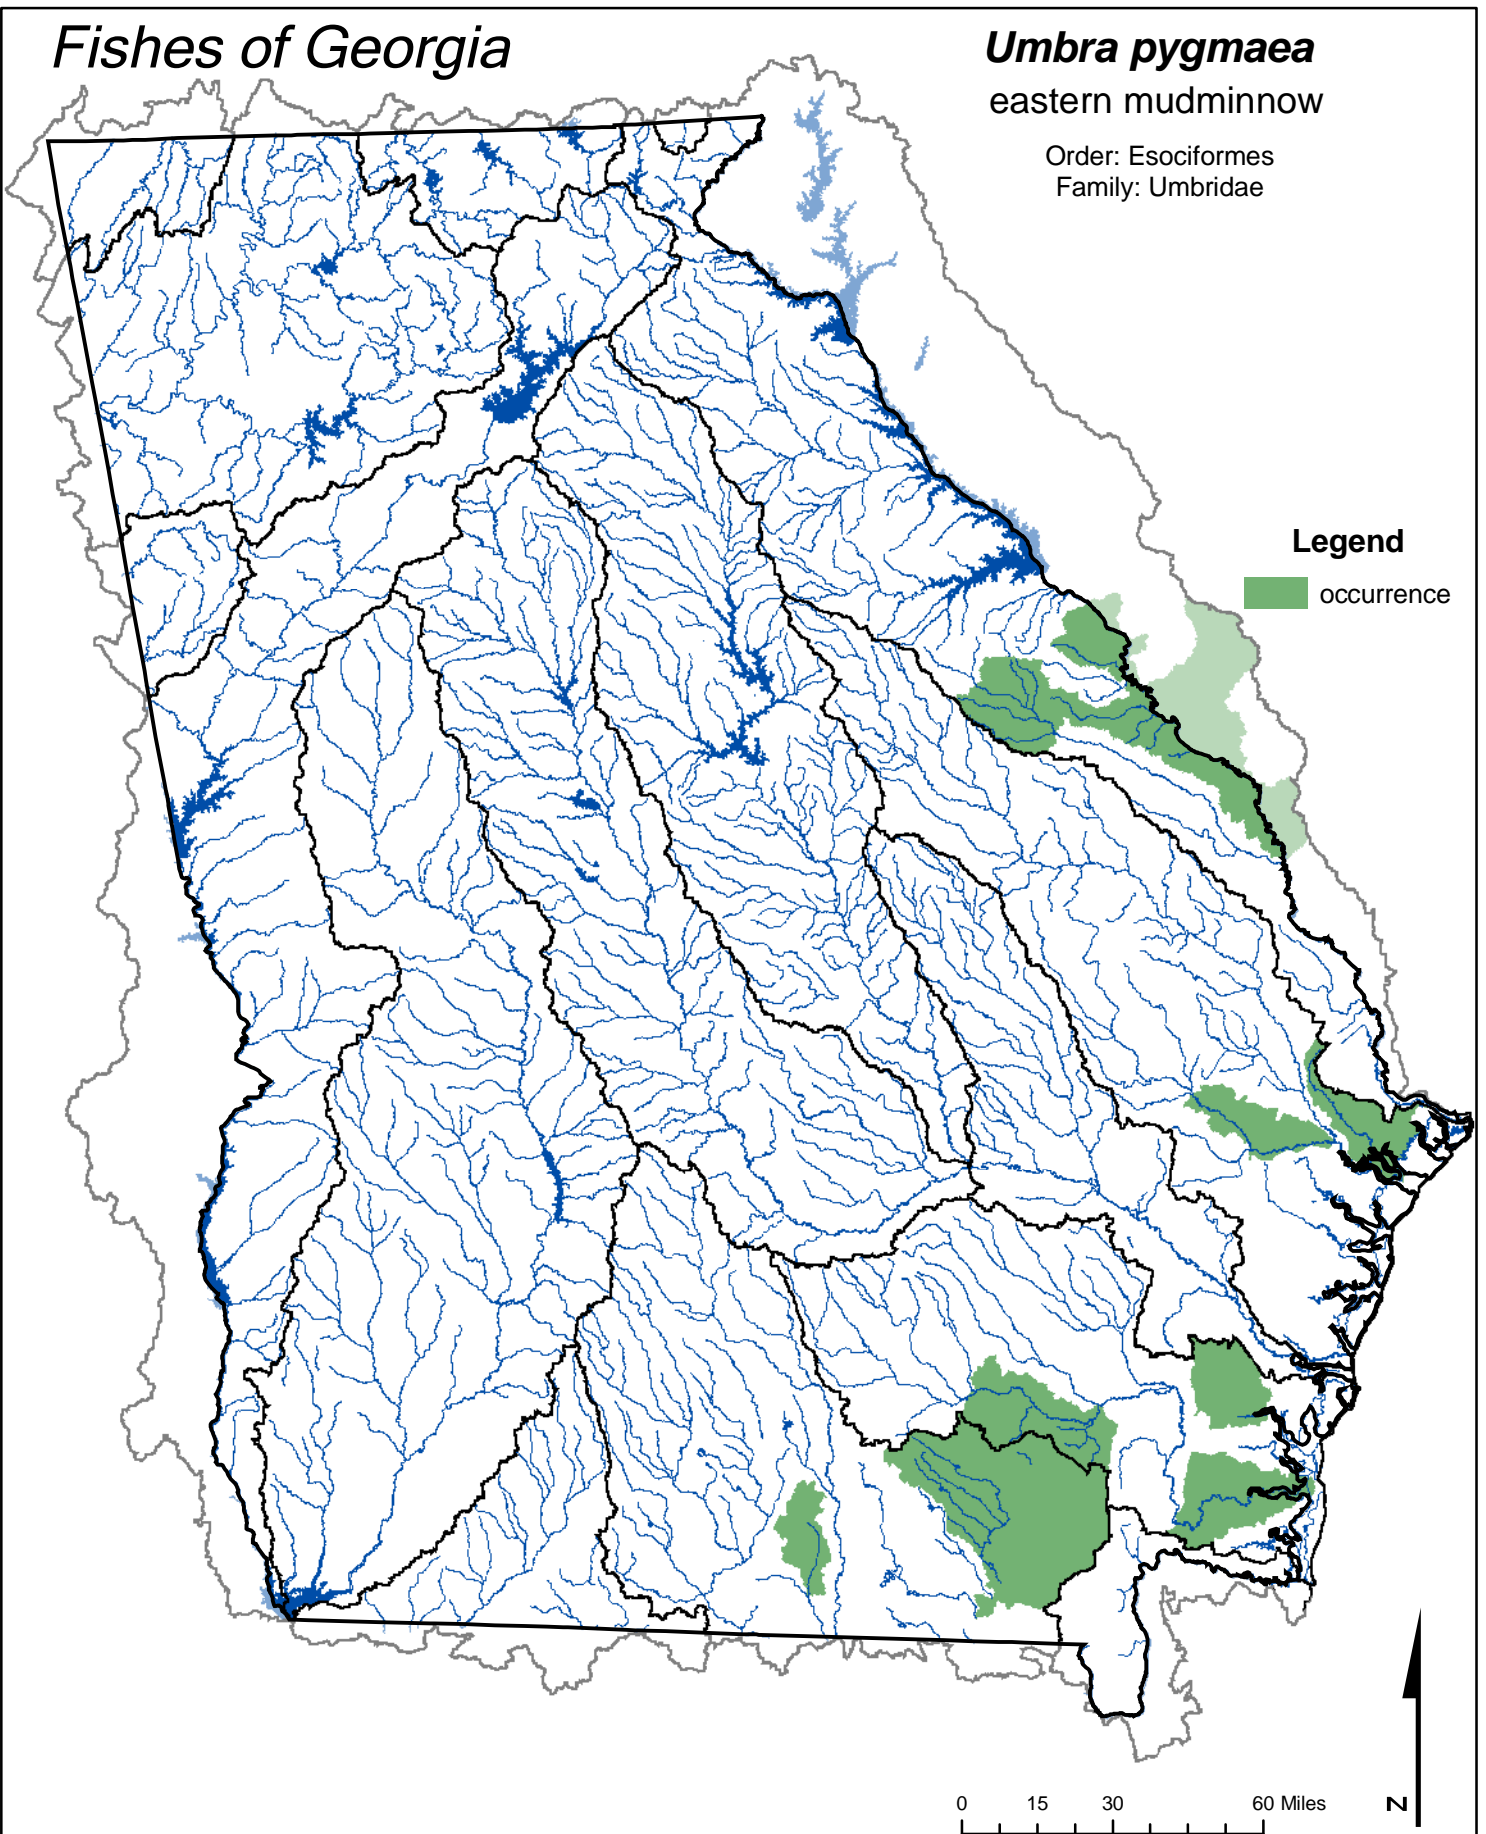 Fishes of Georgia
Umbra pygmaea
eastern mudminnow
Order: Esociformes
Family: Umbridae
Legend
occurrence
0 15 30 60 Miles
N